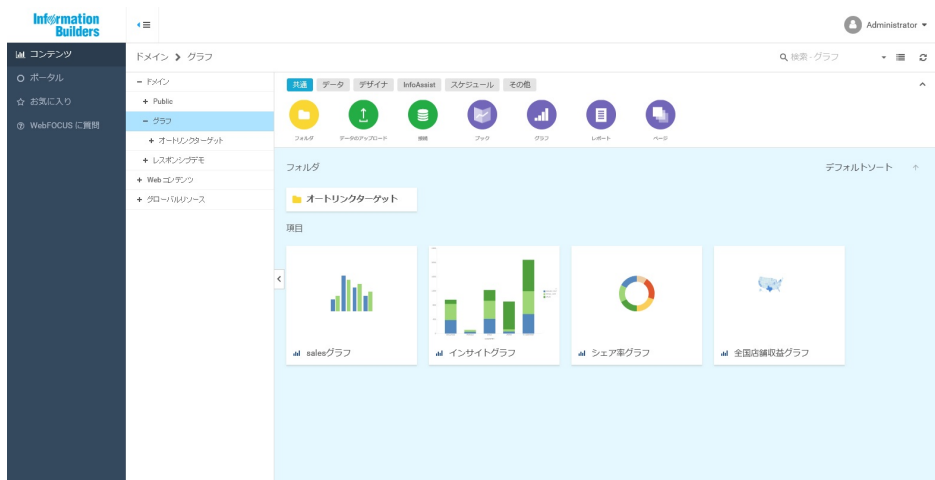 Information
Builders
Administrator
コンテンツ
ポータル
お気に入り
WebFOCUS に質問
ドメイン ❯ グラフ
検索 -グラフ
ドメイン
Public
グラフ
オートリンクターゲット
レスポンシブデモ
Webコンテンツ
グローバルリソース
共通 データ デザイナ InfoAssist スケジュール その他
フォルダ データのアップロード 接続 ブック グラフ レポート ページ
フォルダ デフォルトソート
オートリンクターゲット
項目
salesグラフ インサイトグラフ シェア率グラフ 全国店舗収益グラフ